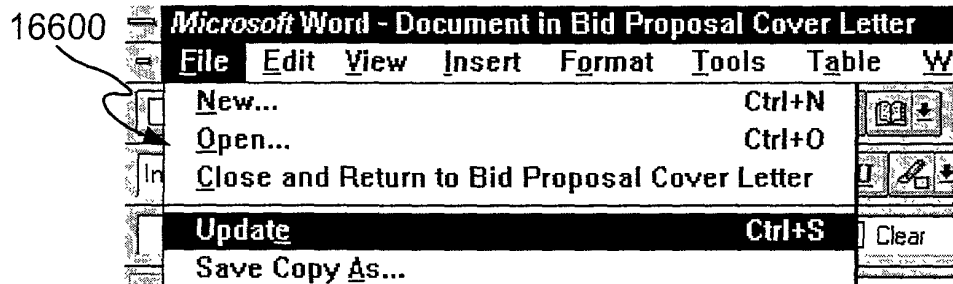 16600
Microsoft Word - Document in Bid Proposal Cover Letter
File Edit View Insert Format Tools Table W
New... Ctrl+N
Open... Ctrl+O
In
Close and Return to Bid Proposal Cover Letter U
Update Ctrl+S Clear
Save Copy As...